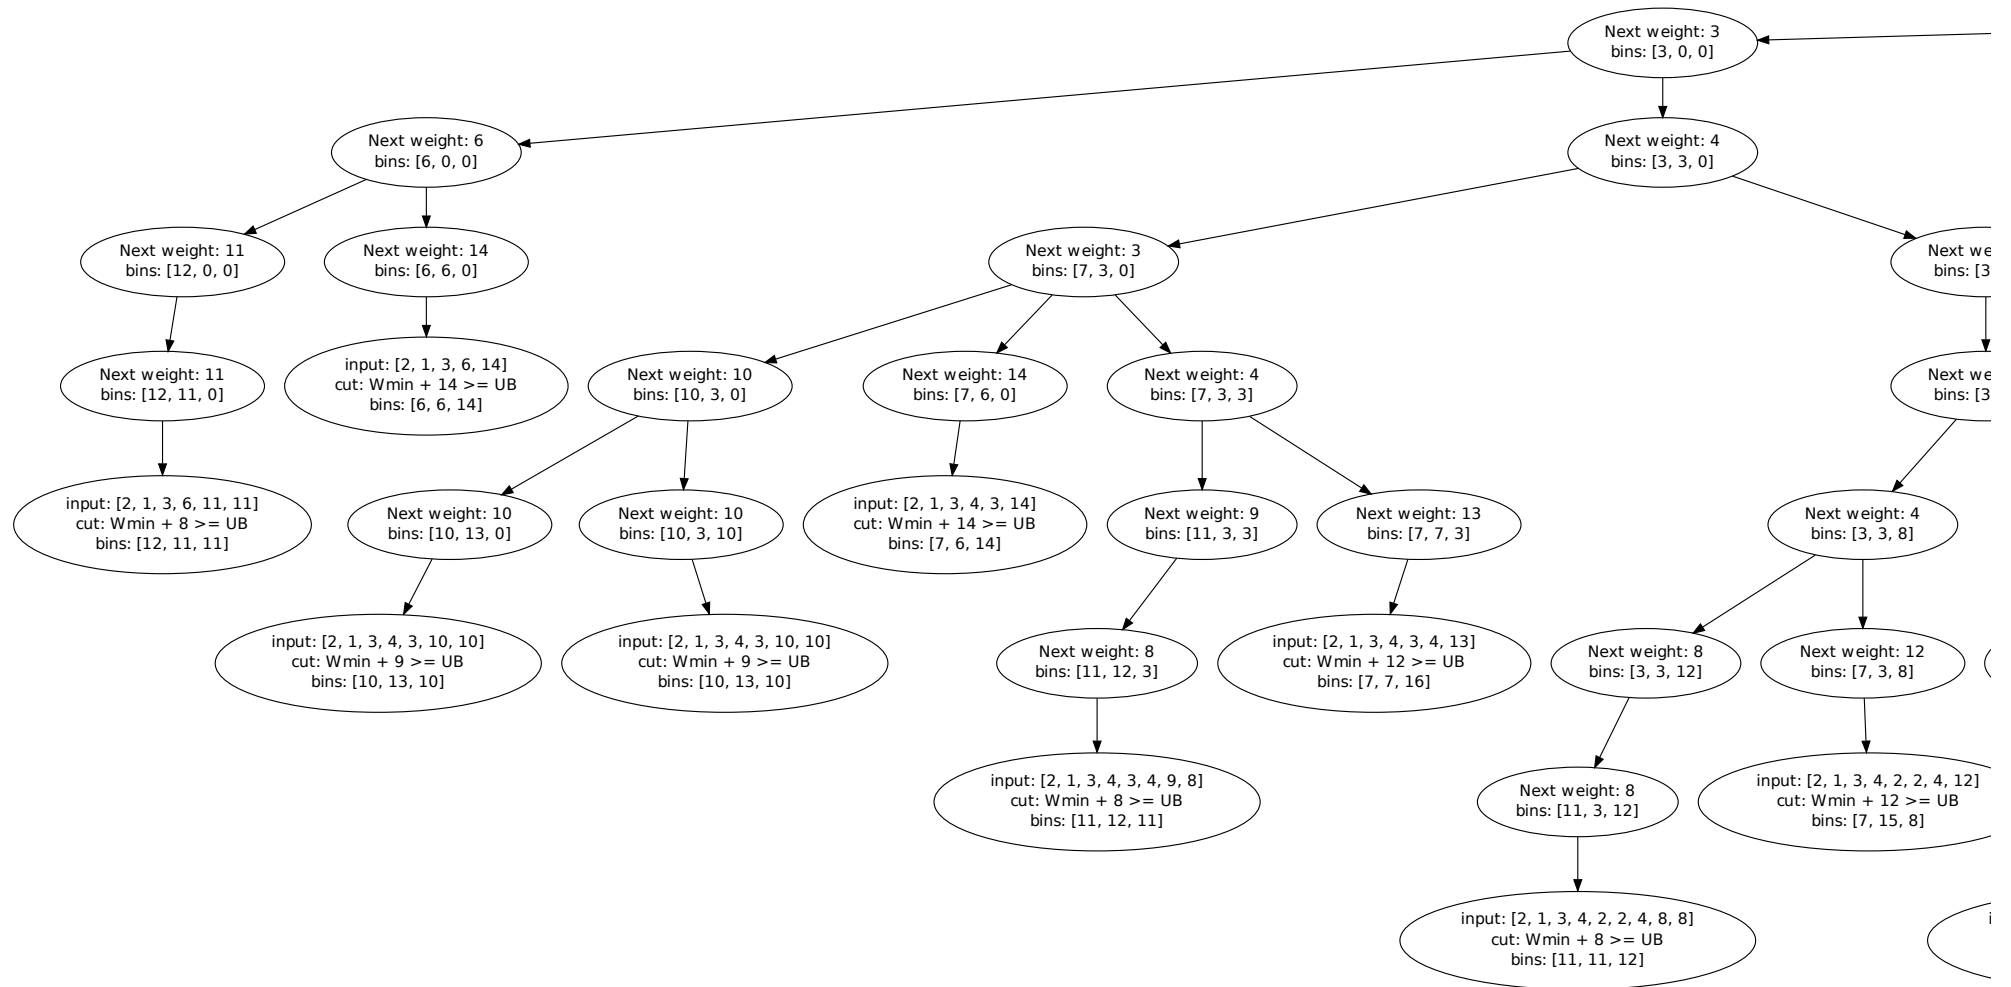 Next weight: 3
bins: [3, 0, 0]
Next weight: 6
bins: [6, 0, 0]
Next weight: 4
bins: [3, 3, 0]
Next weight: 11
bins: [12, 0, 0]
Next weight: 14
bins: [6, 6, 0]
Next weight: 3
bins: [7, 3, 0]
Next we
bins: [3
Next weight: 11
bins: [12, 11, 0]
input: [2, 1, 3, 6, 14]
cut: Wmin + 14 >= UB
bins: [6, 6, 14]
Next weight: 10
bins: [10, 3, 0]
Next weight: 14
bins: [7, 6, 0]
Next weight: 4
bins: [7, 3, 3]
Next we
bins: [3
input: [2, 1, 3, 6, 11, 11]
cut: Wmin + 8 >= UB
bins: [12, 11, 11]
Next weight: 10
bins: [10, 13, 0]
Next weight: 10
bins: [10, 3, 10]
input: [2, 1, 3, 4, 3, 14]
cut: Wmin + 14 >= UB
bins: [7, 6, 14]
Next weight: 9
bins: [11, 3, 3]
Next weight: 13
bins: [7, 7, 3]
Next weight: 4
bins: [3, 3, 8]
input: [2, 1, 3, 4, 3, 10, 10]
cut: Wmin + 9 >= UB
bins: [10, 13, 10]
input: [2, 1, 3, 4, 3, 10, 10]
cut: Wmin + 9 >= UB
bins: [10, 13, 10]
Next weight: 8
bins: [11, 12, 3]
input: [2, 1, 3, 4, 3, 4, 13]
cut: Wmin + 12 >= UB
bins: [7, 7, 16]
Next weight: 8
bins: [3, 3, 12]
Next weight: 12
bins: [7, 3, 8]
input: [2, 1, 3, 4, 3, 4, 9, 8]
cut: Wmin + 8 >= UB
bins: [11, 12, 11]
Next weight: 8
bins: [11, 3, 12]
input: [2, 1, 3, 4, 2, 2, 4, 12]
cut: Wmin + 12 >= UB
bins: [7, 15, 8]
input: [2, 1, 3, 4, 2, 2, 4, 8, 8]
cut: Wmin + 8 >= UB
bins: [11, 11, 12]